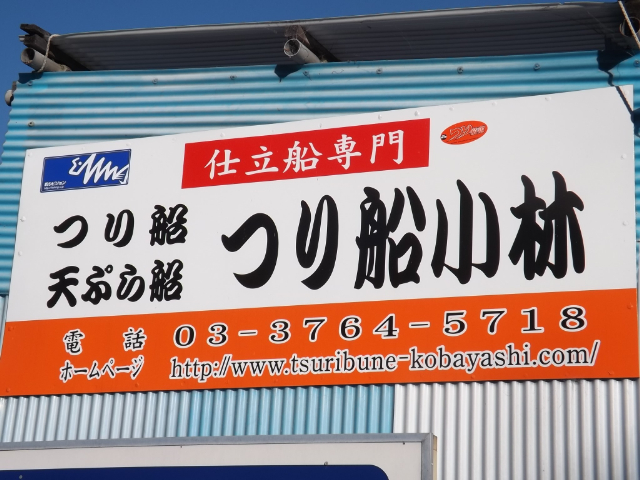 仕立船専門
つり船
天ぷら船
つり船小林
電話 03-3764-5718
ホームページ http://www.tsuribune-kobayashi.com/